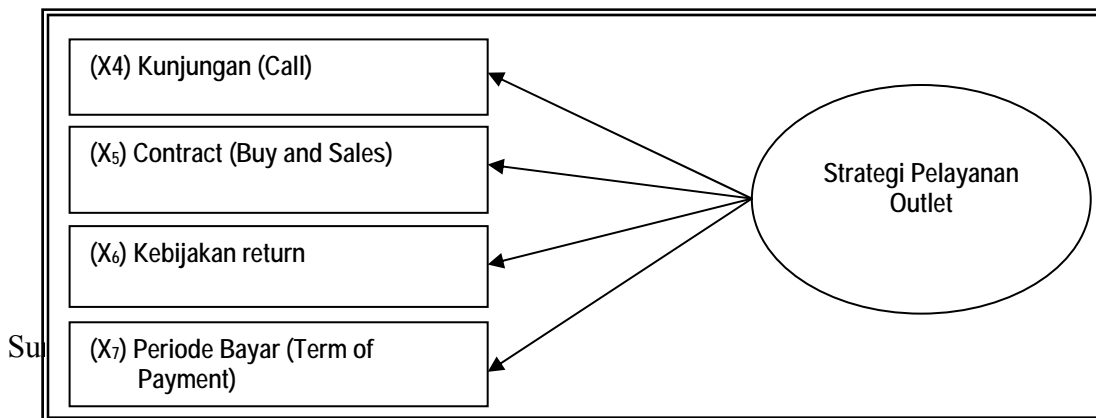 (X4) Kunjungan (Call)
(X₅) Contract (Buy and Sales)
Strategi Pelayanan
Outlet
(X₆) Kebijakan return
(X₇) Periode Bayar (Term of
Payment)